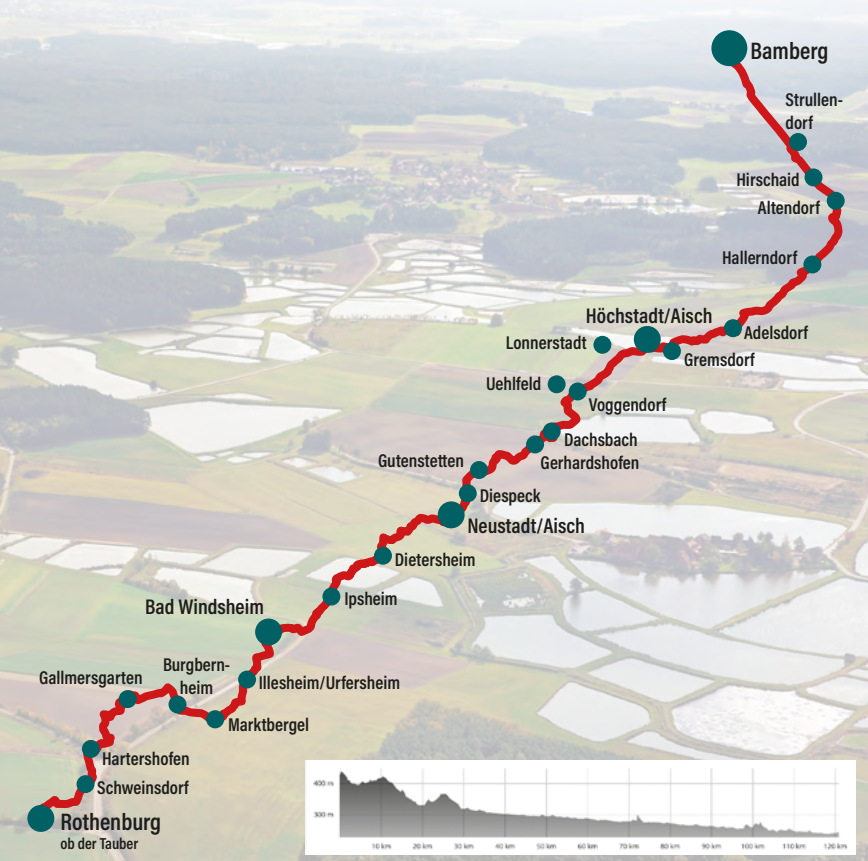 Bamberg
Strullen-
dorf
Hirschaid
Altendorf
Hallerndorf
Höchstadt/Aisch
Adelsdorf
Lonnerstadt
Gremsdorf
Uehlfeld
Voggendorf
Dachsbach
Gutenstetten
Gerhardshofen
Diespeck
Neustadt/Aisch
Dietersheim
Ipsheim
Bad Windsheim
Burgbern-
heim
Gallmersgarten
Illesheim/Urfersheim
Marktbergel
Hartershofen
Schweinsdorf
Rothenburg
ob der Tauber
400 m
300 m
10 km 20 km 30 km 40 km 50 km 60 km 70 km 80 km 90 km 100 km 110 km 120 km